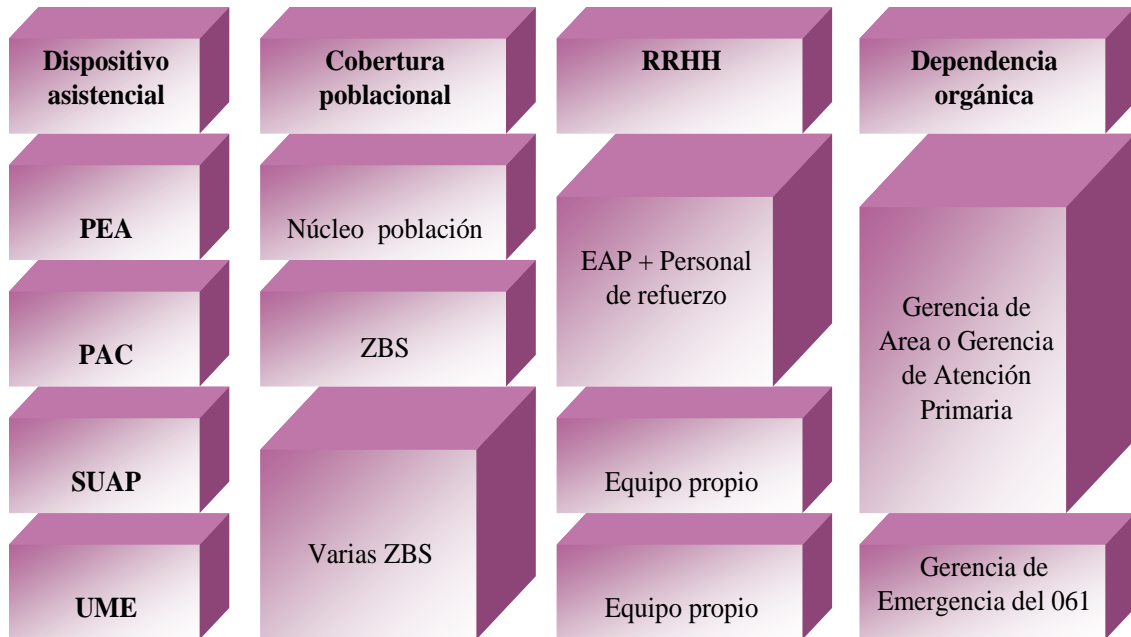 Dispositivo
asistencial
Cobertura
poblacional
RRHH
Dependencia
orgánica
PEA
Núcleo población
EAP + Personal
de refuerzo
Gerencia de
Area o Gerencia
de Atención
Primaria
PAC
ZBS
SUAP
Varias ZBS
Equipo propio
UME
Equipo propio
Gerencia de
Emergencia del 061